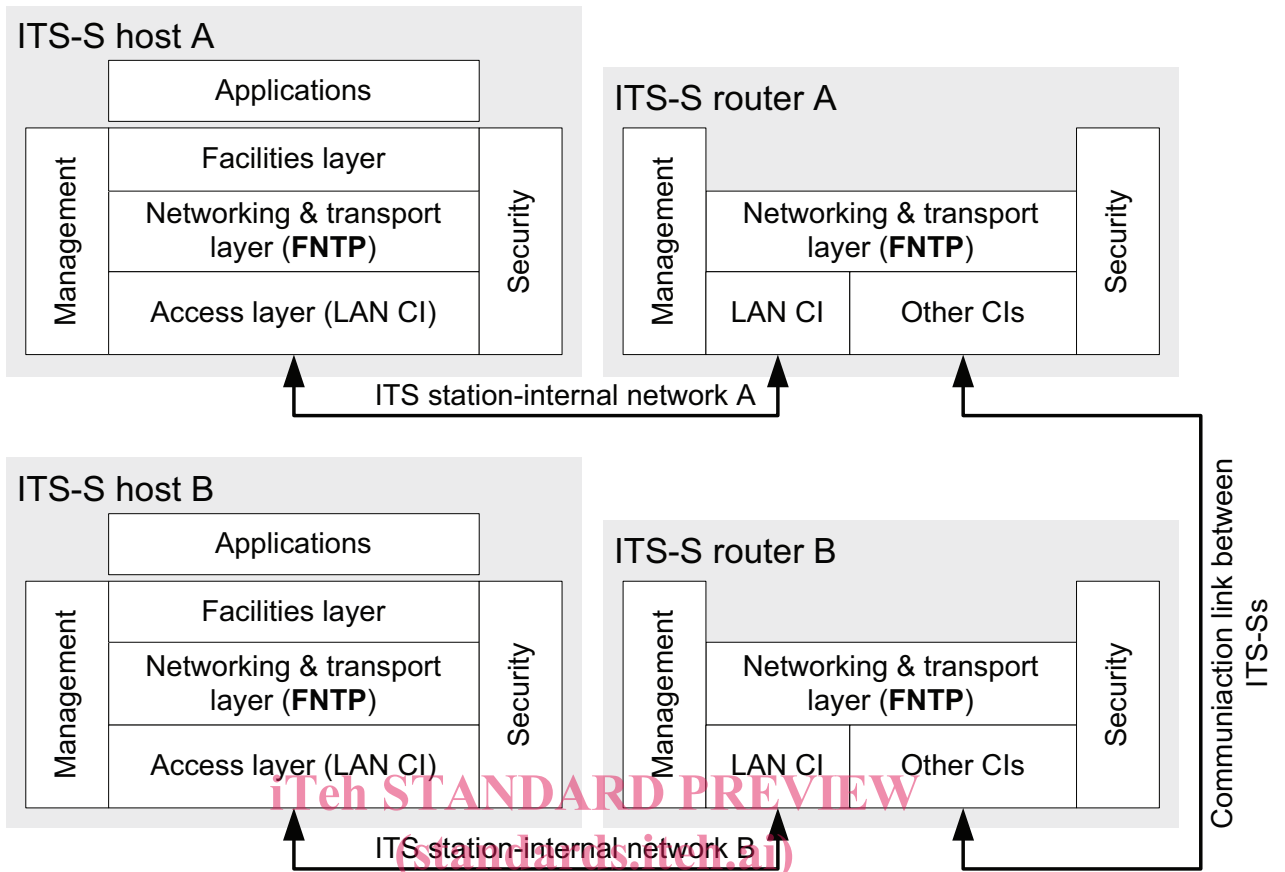 ITS-S host A
Applications
Management
Facilities layer
Networking & transport
layer (FNTP)
Access layer (LAN CI)
Security
ITS-S router A
Management
Networking & transport
layer (FNTP)
LAN CI
Other CIs
Security
ITS station-internal network A
ITS-S host B
Applications
Management
Facilities layer
Networking & transport
layer (FNTP)
Access layer (LAN CI)
Security
ITS-S router B
Management
Networking & transport
layer (FNTP)
LAN CI
Other CIs
Security
ITS station-internal network B
Communiaction link between
ITS-Ss
iTeh STANDARD PREVIEW
(standards.iteh.ai)